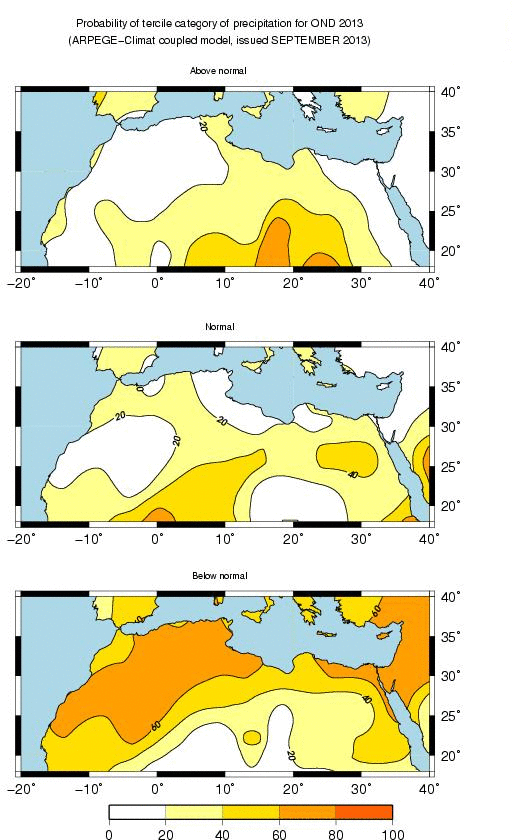 Probability of tercile category of precipitation for OND 2013
(ARPEGE−Climat coupled model, issued SEPTEMBER 2013)
Above normal
40°
35°
30°
25°
20°
20
−20° −10° 0° 10° 20° 30° 40°
Normal
40°
35°
30°
25°
20°
20 20 20 40
−20° −10° 0° 10° 20° 30° 40°
Below normal
40°
35°
30°
25°
20°
60 60 40 20
−20° −10° 0° 10° 20° 30° 40°
0 20 40 60 80 100